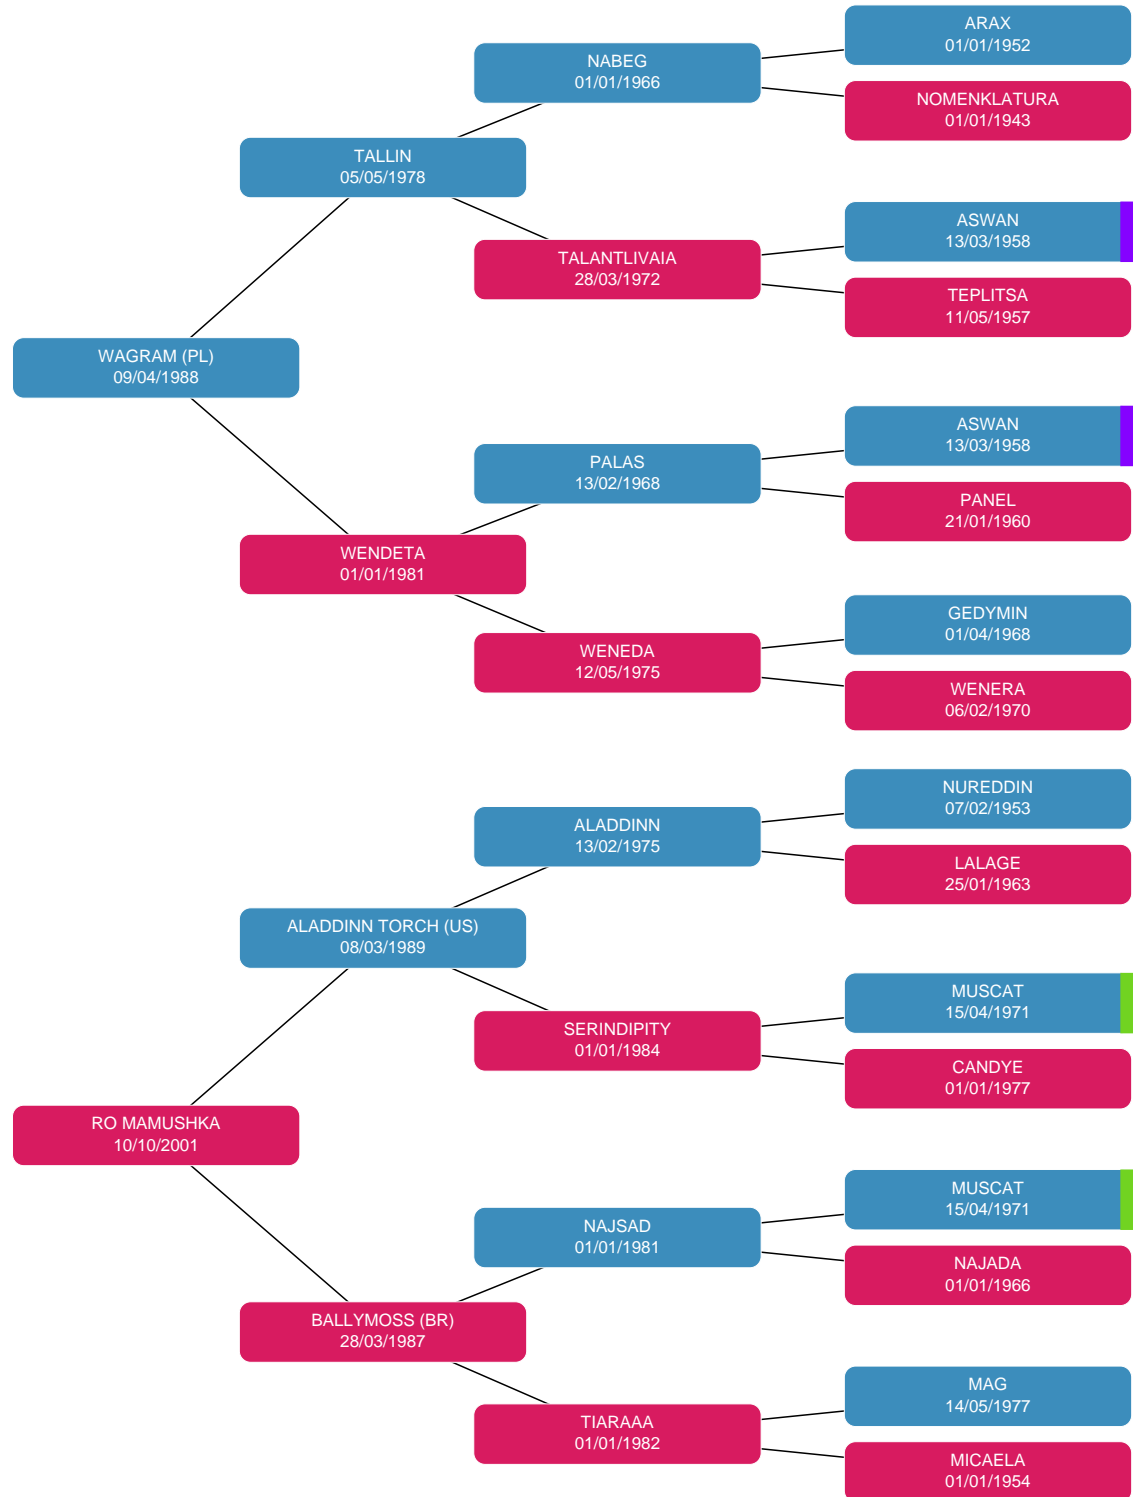 ARAX
01/01/1952
NABEG
01/01/1966
NOMENKLATURA
01/01/1943
TALLIN
05/05/1978
ASWAN
13/03/1958
TALANTLIVAIA
28/03/1972
TEPLITSA
11/05/1957
WAGRAM (PL)
09/04/1988
ASWAN
13/03/1958
PALAS
13/02/1968
PANEL
21/01/1960
WENDETA
01/01/1981
GEDYMIN
01/04/1968
WENEDA
12/05/1975
WENERA
06/02/1970
NUREDDIN
07/02/1953
ALADDINN
13/02/1975
LALAGE
25/01/1963
ALADDINN TORCH (US)
08/03/1989
MUSCAT
15/04/1971
SERINDIPITY
01/01/1984
CANDYE
01/01/1977
RO MAMUSHKA
10/10/2001
MUSCAT
15/04/1971
NAJSAD
01/01/1981
NAJADA
01/01/1966
BALLYMOSS (BR)
28/03/1987
MAG
14/05/1977
TIARAAA
01/01/1982
MICAELA
01/01/1954